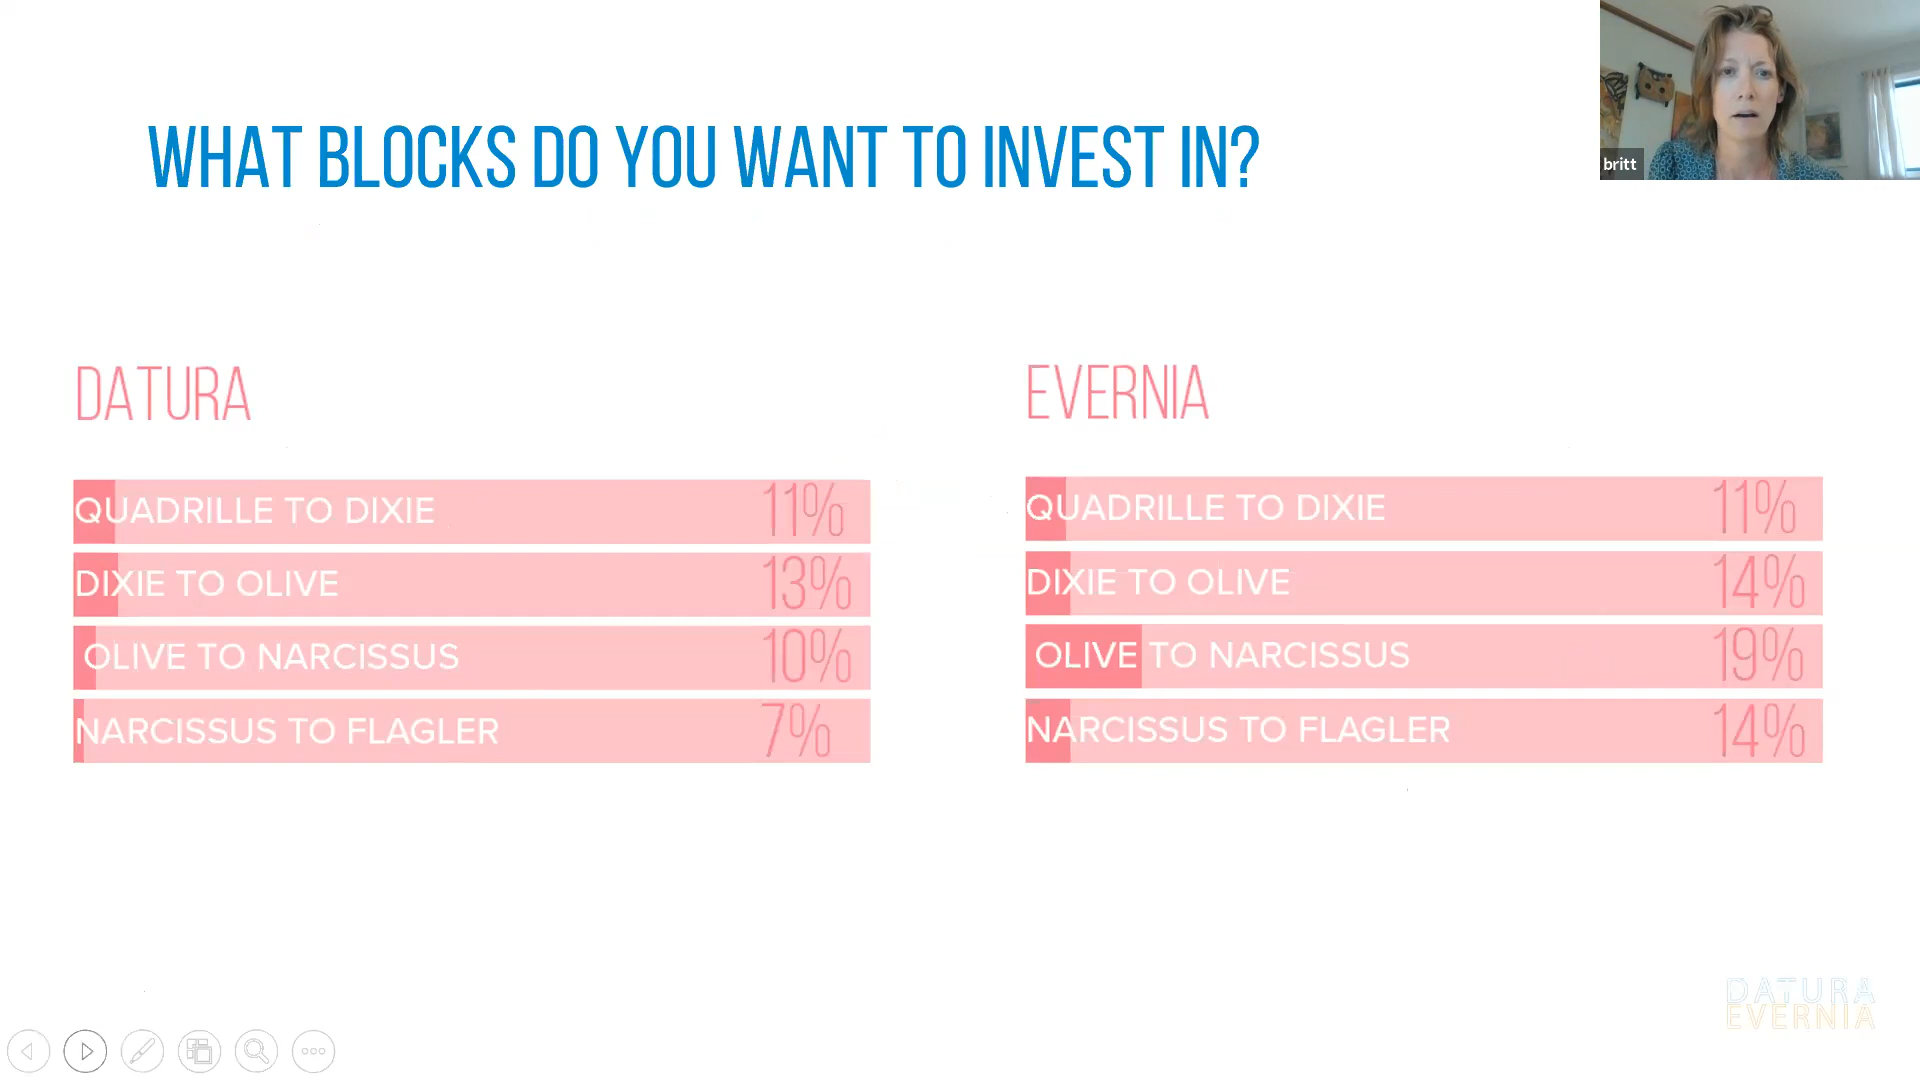 WHAT BLOCKS DO YOU WANT TO INVEST IN?
britt
DATURA
QUADRILLE TO DIXIE 11%
DIXIE TO OLIVE 13%
OLIVE TO NARCISSUS 10%
NARCISSUS TO FLAGLER 7%
EVERNIA
QUADRILLE TO DIXIE 11%
DIXIE TO OLIVE 14%
OLIVE TO NARCISSUS 19%
NARCISSUS TO FLAGLER 14%
DATURA
EVERNIA